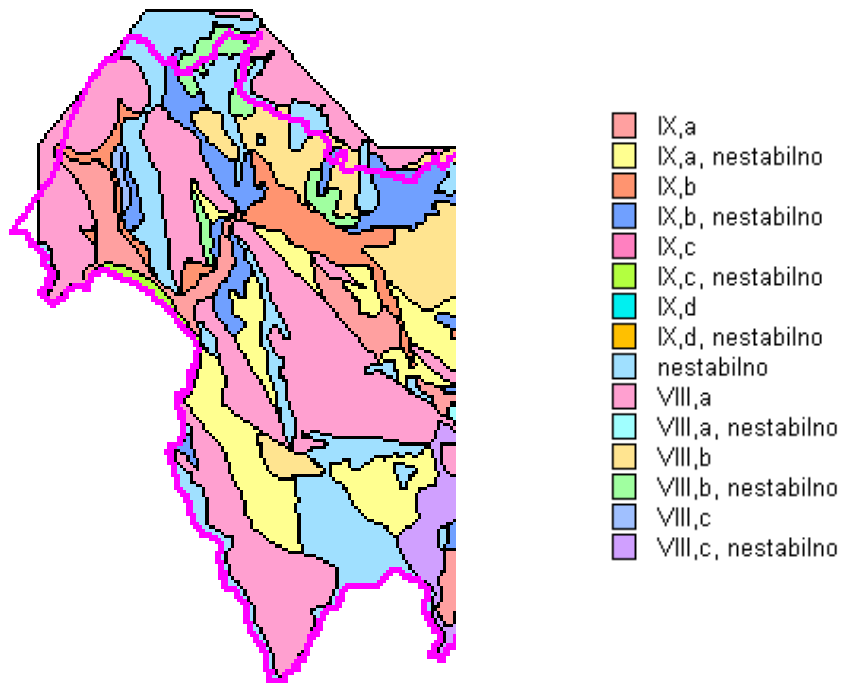 IX,a
IX,a, nestabilno
IX,b
IX,b, nestabilno
IX,c
IX,c, nestabilno
IX,d
IX,d, nestabilno
nestabilno
VIII,a
VIII,a, nestabilno
VIII,b
VIII,b, nestabilno
VIII,c
VIII,c, nestabilno